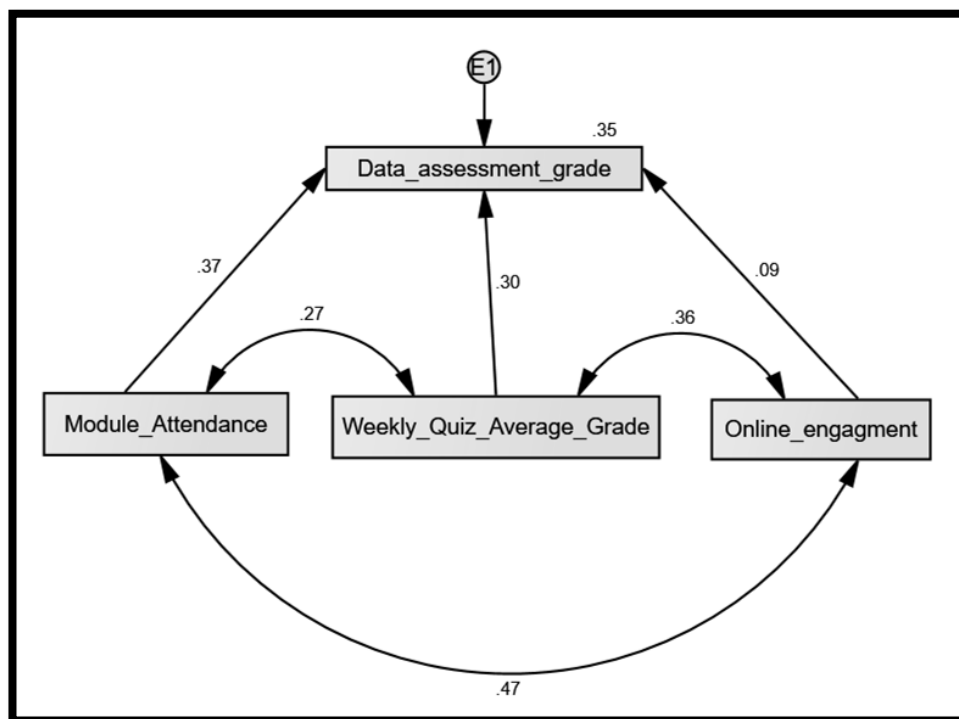 E1
.35
Data_assessment_grade
.37
.30
.09
.27
.36
Module_Attendance
Weekly_Quiz_Average_Grade
Online_engagment
.47